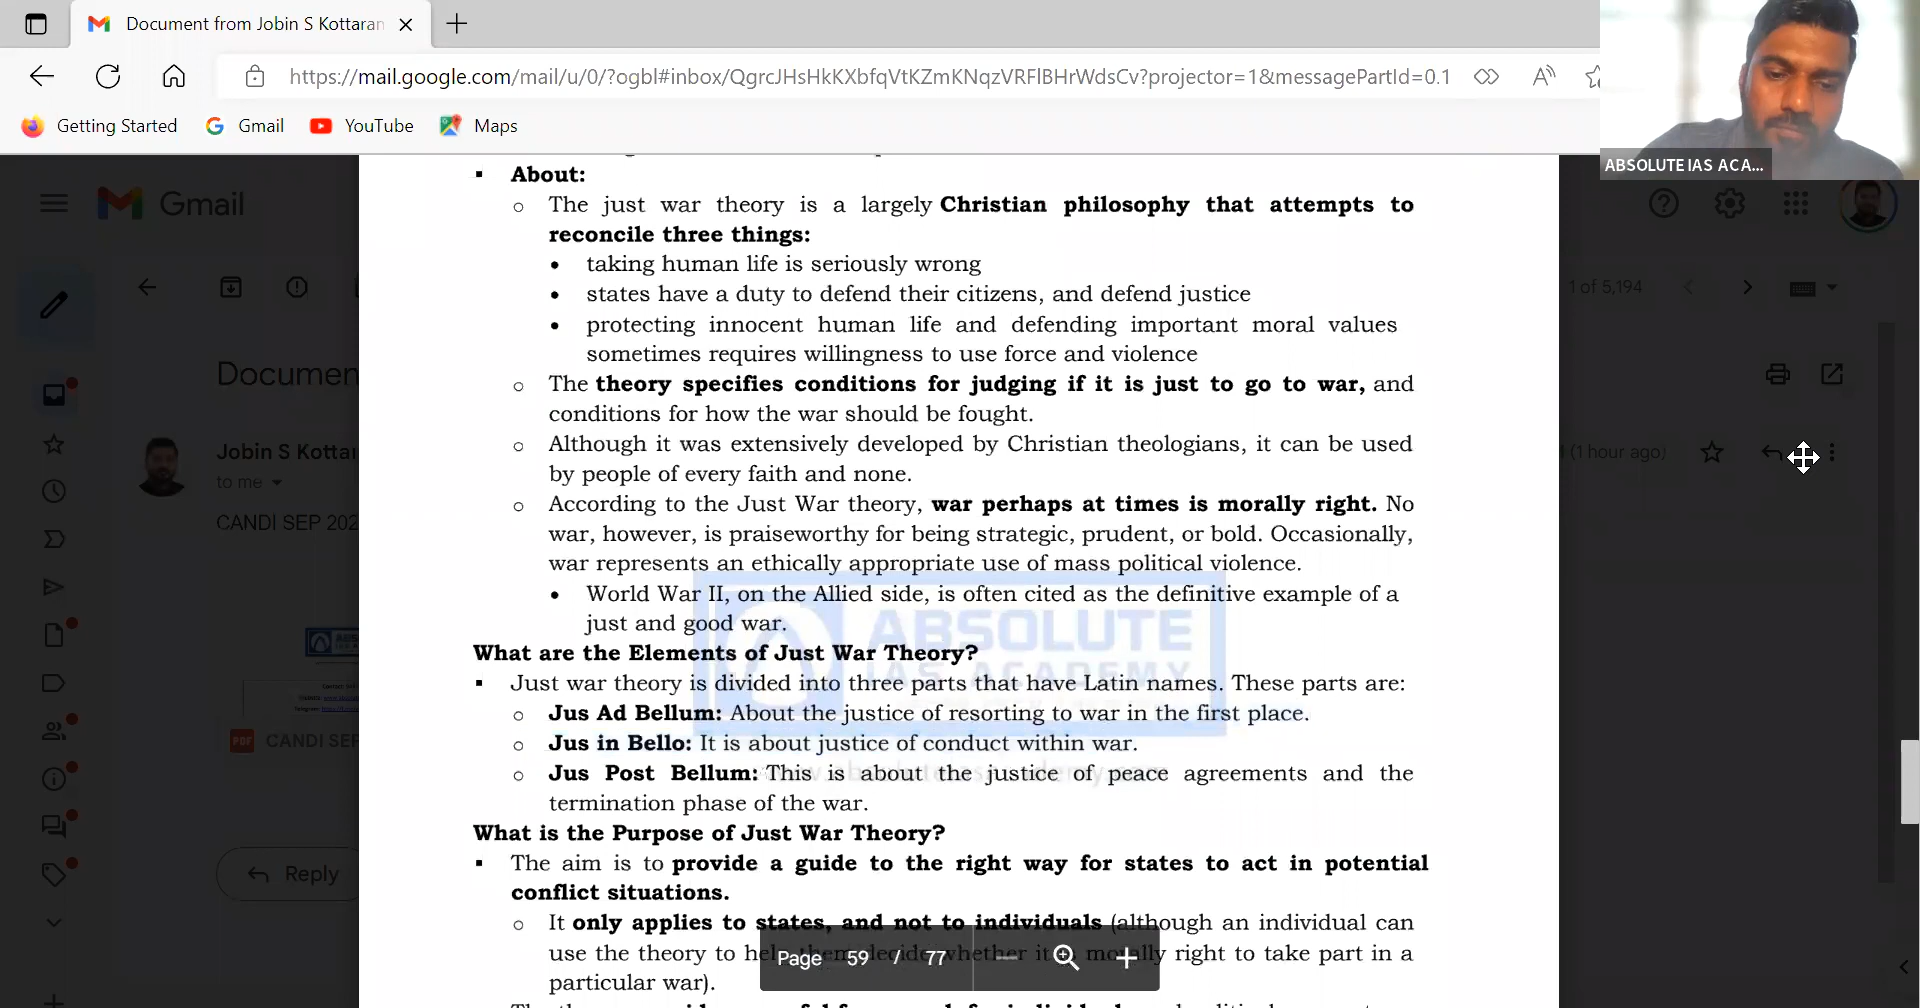 Document from Jobin S Kottaran
https://mail.google.com/mail/u/0/?ogbl#inbox/QgrcJHsHkKXbfqVtKZmKNqzVRFlBHrWdsCv?projector=1&messagePartId=0.1
Getting Started Gmail YouTube Maps
ABSOLUTE IAS ACA...
Gmail
▪ About:
o The just war theory is a largely Christian philosophy that attempts to
reconcile three things:
• taking human life is seriously wrong
• states have a duty to defend their citizens, and defend justice
1 of 5,194
• protecting innocent human life and defending important moral values
sometimes requires willingness to use force and violence
Documen
o The theory specifies conditions for judging if it is just to go to war, and
conditions for how the war should be fought.
o Although it was extensively developed by Christian theologians, it can be used
by people of every faith and none.
Jobin S Kotta
(1 hour ago)
to me
o According to the Just War theory, war perhaps at times is morally right. No
war, however, is praiseworthy for being strategic, prudent, or bold. Occasionally,
war represents an ethically appropriate use of mass political violence.
CANDI SEP 202
• World War II, on the Allied side, is often cited as the definitive example of a
just and good war.
ABSOLUTE
IAS ACADEMY
What are the Elements of Just War Theory?
▪ Just war theory is divided into three parts that have Latin names. These parts are:
o Jus Ad Bellum: About the justice of resorting to war in the first place.
o Jus in Bello: It is about justice of conduct within war.
PDF CANDI SEP
o Jus Post Bellum: This is about the justice of peace agreements and the
termination phase of the war.
What is the Purpose of Just War Theory?
▪ The aim is to provide a guide to the right way for states to act in potential
conflict situations.
Reply
o It only applies to states, and not to individuals (although an individual can
use the theory to help them decide whether it is morally right to take part in a
particular war).
Page 59 / 77